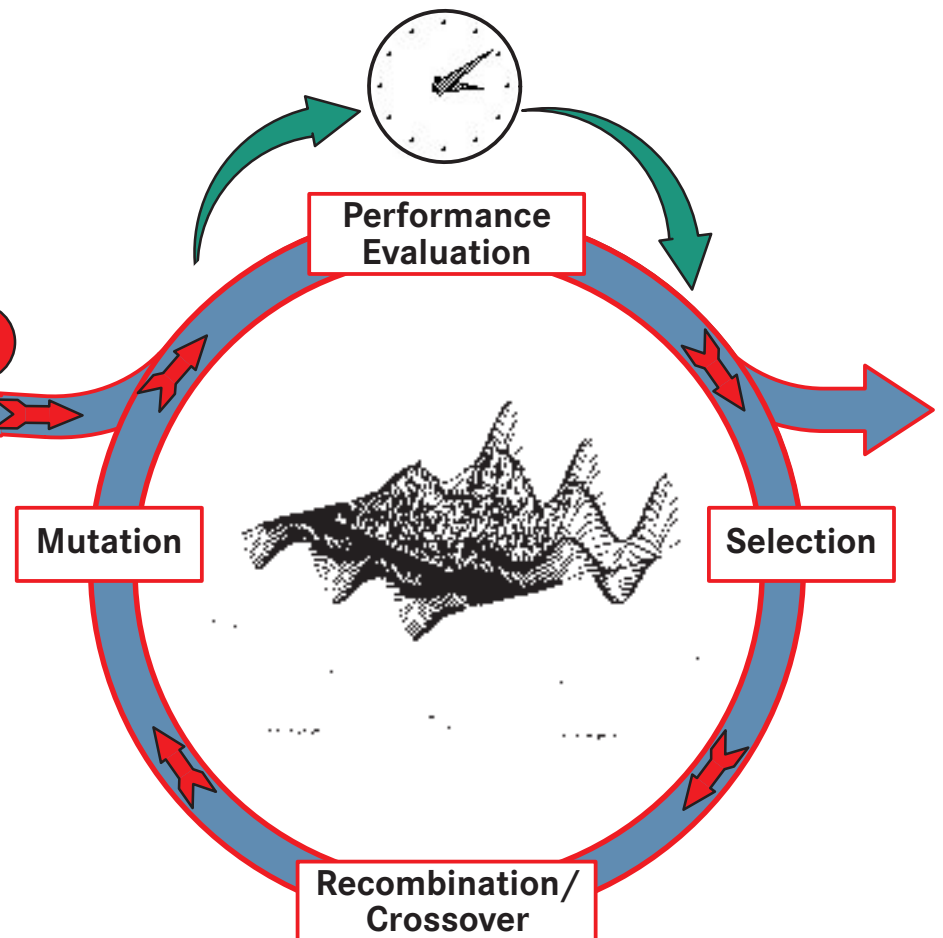 Performance
Evaluation
Mutation
Selection
Recombination/
Crossover